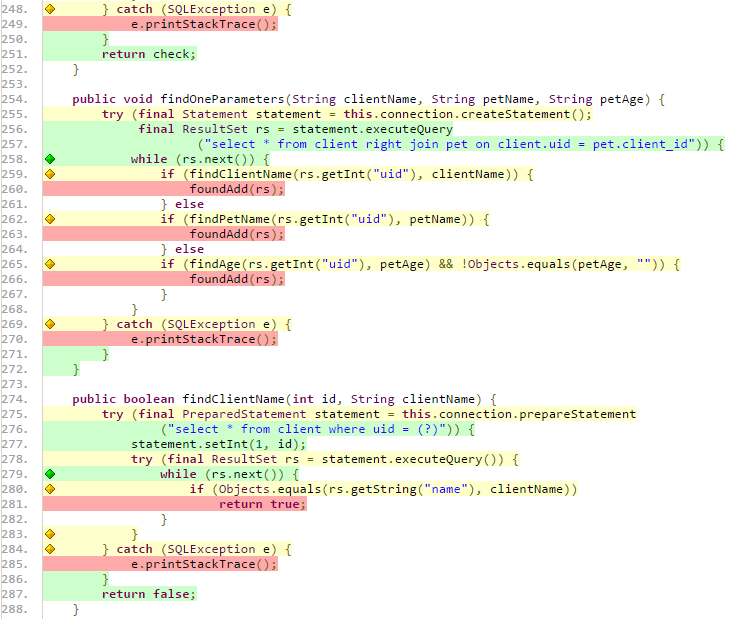 248.         } catch (SQLException e) {
249.             e.printStackTrace();
250.         }
251.         return check;
252.     }
253.
254.     public void findOneParameters(String clientName, String petName, String petAge) {
255.         try (final Statement statement = this.connection.createStatement();
256.              final ResultSet rs = statement.executeQuery
257.                      ("select * from client right join pet on client.uid = pet.client_id")) {
258.             while (rs.next()) {
259.                 if (findClientName(rs.getInt("uid"), clientName)) {
260.                     foundAdd(rs);
261.                 } else
262.                 if (findPetName(rs.getInt("uid"), petName)) {
263.                     foundAdd(rs);
264.                 } else
265.                 if (findAge(rs.getInt("uid"), petAge) && !Objects.equals(petAge, "")) {
266.                     foundAdd(rs);
267.                 }
268.             }
269.         } catch (SQLException e) {
270.             e.printStackTrace();
271.         }
272.     }
273.
274.     public boolean findClientName(int id, String clientName) {
275.         try (final PreparedStatement statement = this.connection.prepareStatement
276.                 ("select * from client where uid = (?)")) {
277.             statement.setInt(1, id);
278.             try (final ResultSet rs = statement.executeQuery()) {
279.                 while (rs.next()) {
280.                     if (Objects.equals(rs.getString("name"), clientName))
281.                         return true;
282.                 }
283.             }
284.         } catch (SQLException e) {
285.             e.printStackTrace();
286.         }
287.         return false;
288.     }